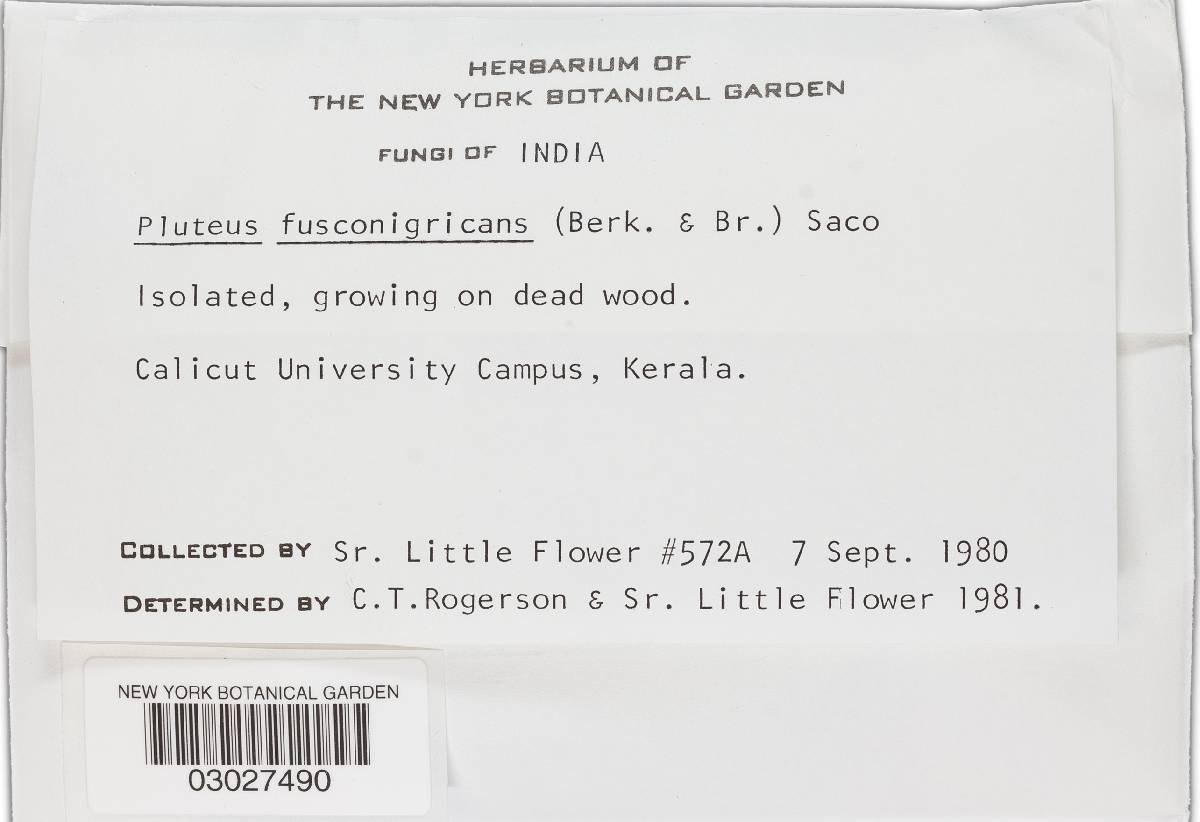 HERBARIUM OF
THE NEW YORK BOTANICAL GARDEN
FUNGI OF INDIA
Pluteus fusconigricans (Berk. & Br.) Saco
Isolated, growing on dead wood.
Calicut University Campus, Kerala.
COLLECTED BY Sr. Little Flower #572A 7 Sept. 1980
DETERMINED BY C.T.Rogerson & Sr. Little Flower 1981.
NEW YORK BOTANICAL GARDEN
03027490